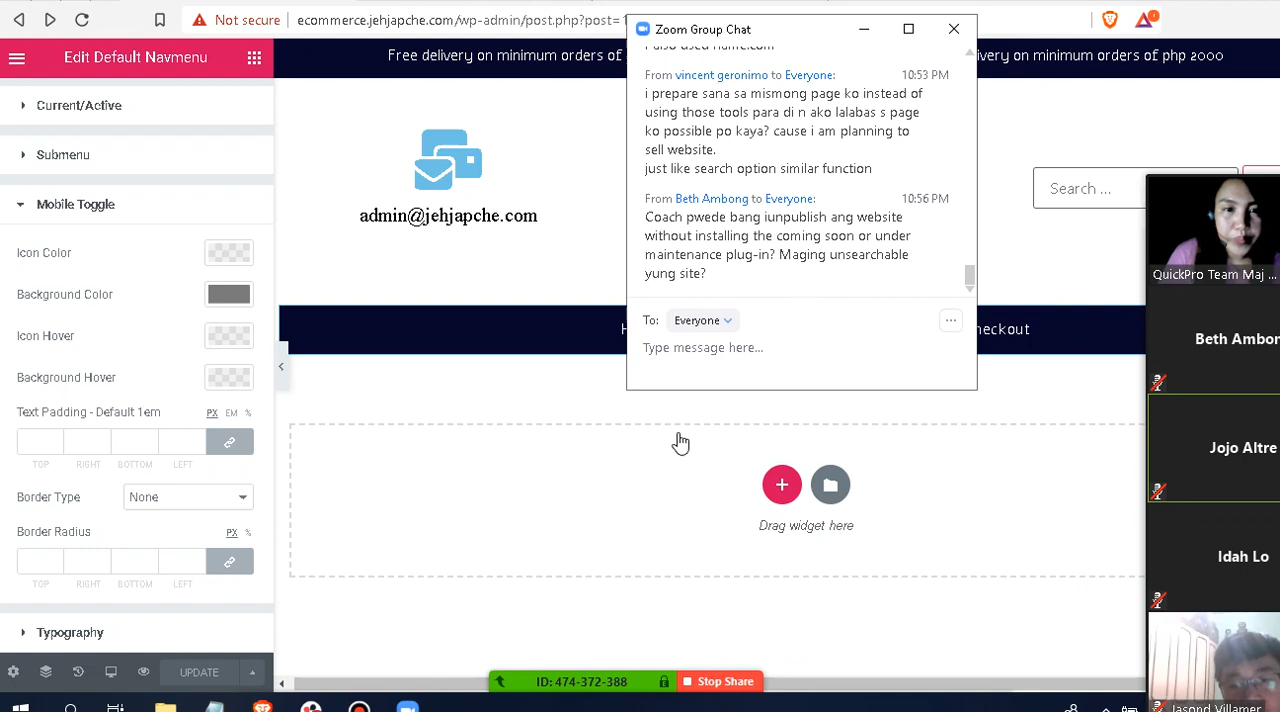 Not secure
ecommerce.jehjapche.com/wp-admin/post.php?post=
Edit Default Navmenu
Free delivery on minimum orders of
very on minimum orders of php 2000
Current/Active
Submenu
Mobile Toggle
Icon Color
Background Color
Icon Hover
Background Hover
Text Padding - Default 1em
PX EM %
TOP RIGHT BOTTOM LEFT
Border Type
None
Border Radius
PX %
TOP RIGHT BOTTOM LEFT
Typography
UPDATE
admin@jehjapche.com
Search ...
heckout
Drag widget here
Zoom Group Chat
From vincent geronimo to Everyone: 10:53 PM
i prepare sana sa mismong page ko instead of
using those tools para di n ako lalabas s page
ko possible po kaya? cause i am planning to
sell website.
just like search option similar function
From Beth Ambong to Everyone: 10:56 PM
Coach pwede bang iunpublish ang website
without installing the coming soon or under
maintenance plug-in? Maging unsearchable
yung site?
To: Everyone
Type message here...
QuickPro Team Maj ...
Beth Ambon
Jojo Altre
Idah Lo
Jasond Villamer
ID: 474-372-388
Stop Share